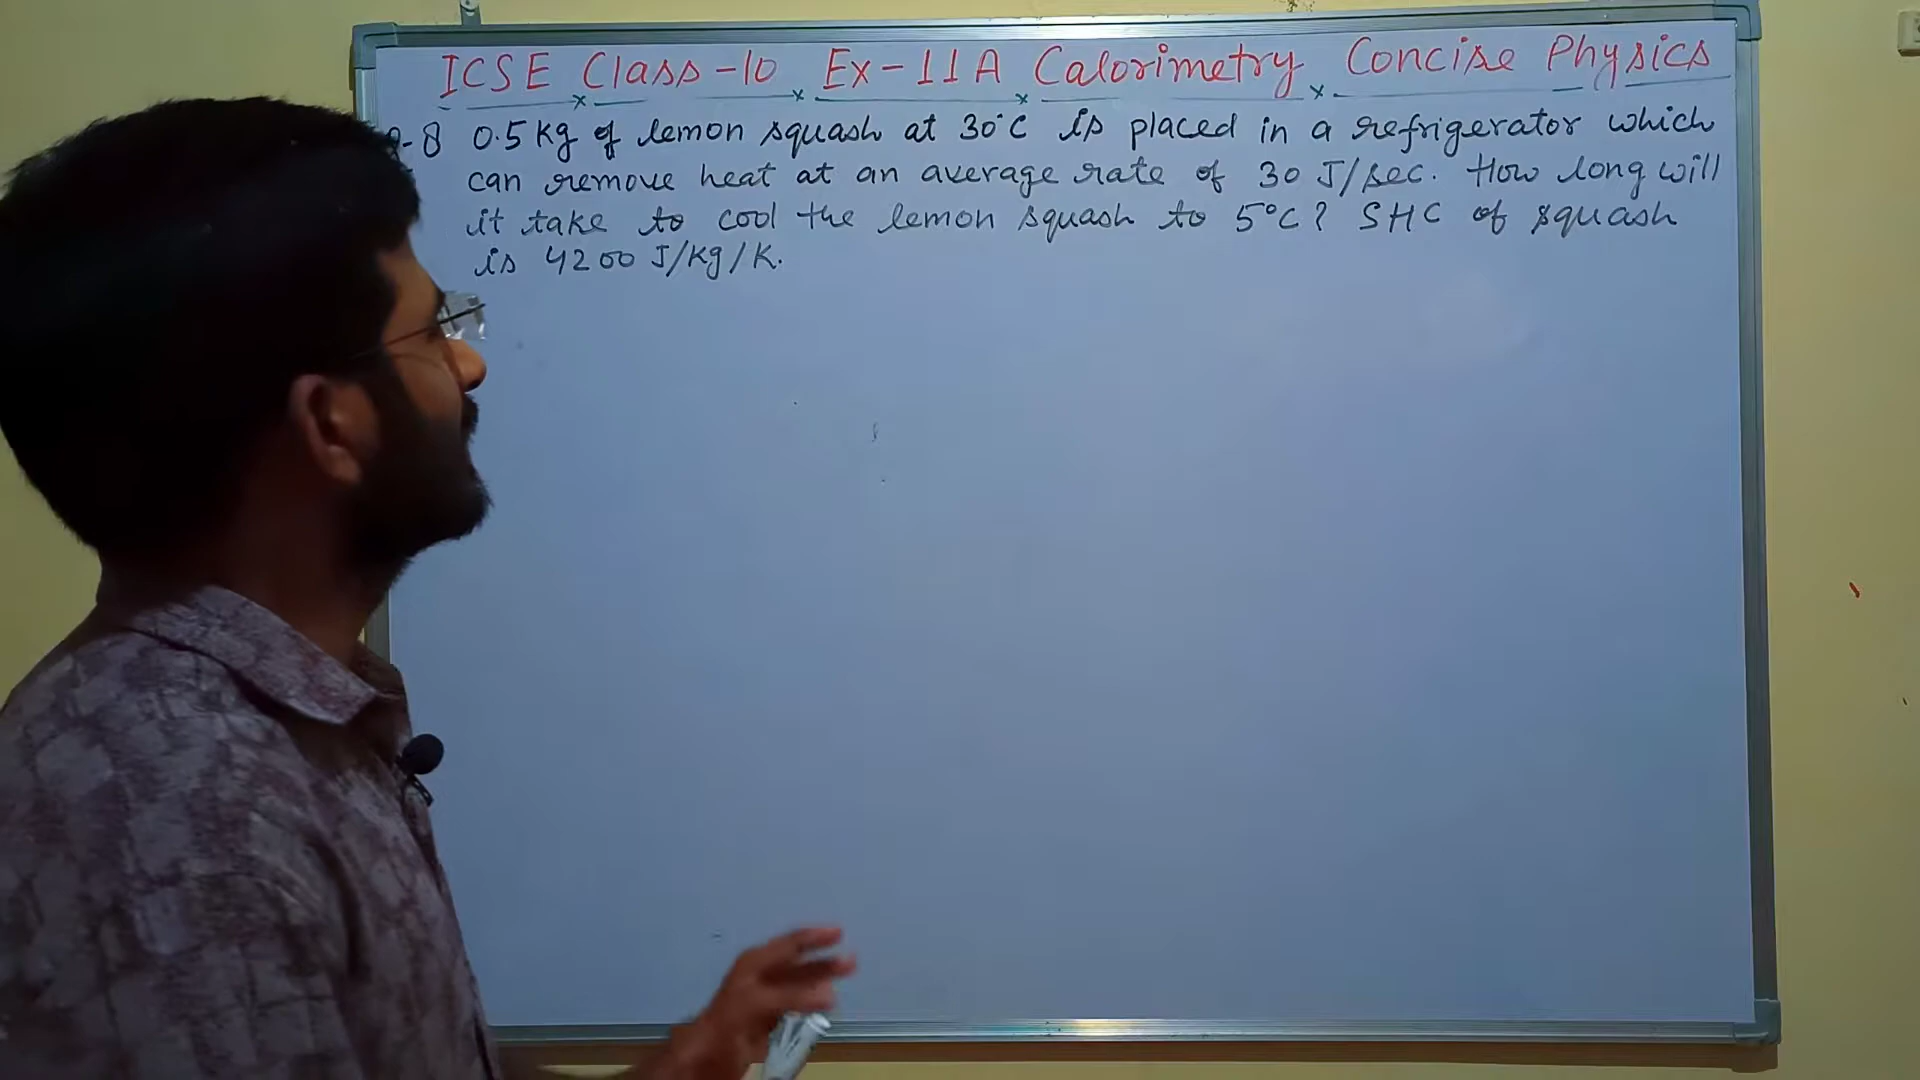 ICSE Class-10 Ex-11A Calorimetry Concise Physics
-8 0.5 Kg of lemon squash at 30°C is placed in a refrigerator which
can remove heat at an average rate of 30 J/sec. How long will
it take to cool the lemon squash to 5°C? SHC of squash
is 4200 J/Kg/K.